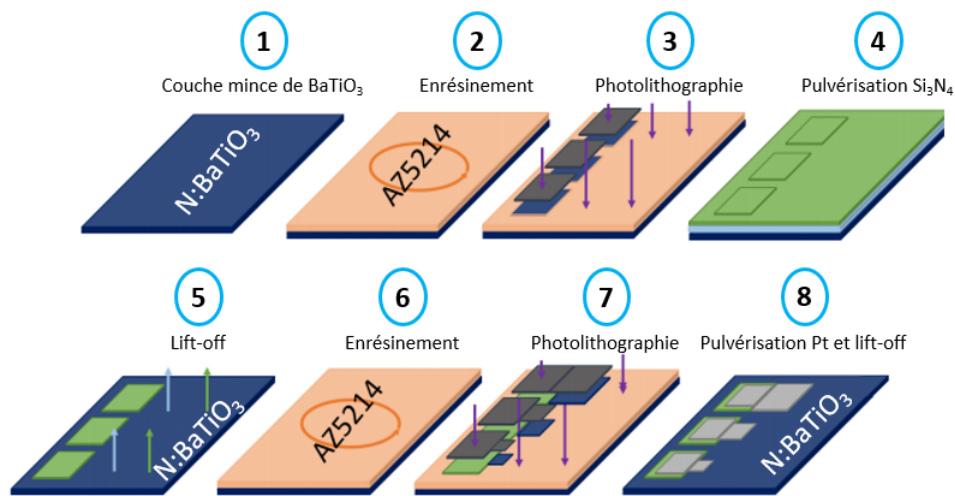 1
2
3
4
Couche mince de BaTiO₃
Enrésinement
Photolithographie
Pulvérisation Si₃N₄
N:BaTiO₃
AZ5214
5
6
7
8
Lift-off
Enrésinement
Photolithographie
Pulvérisation Pt et lift-off
N:BaTiO₃
AZ5214
N:BaTiO₃